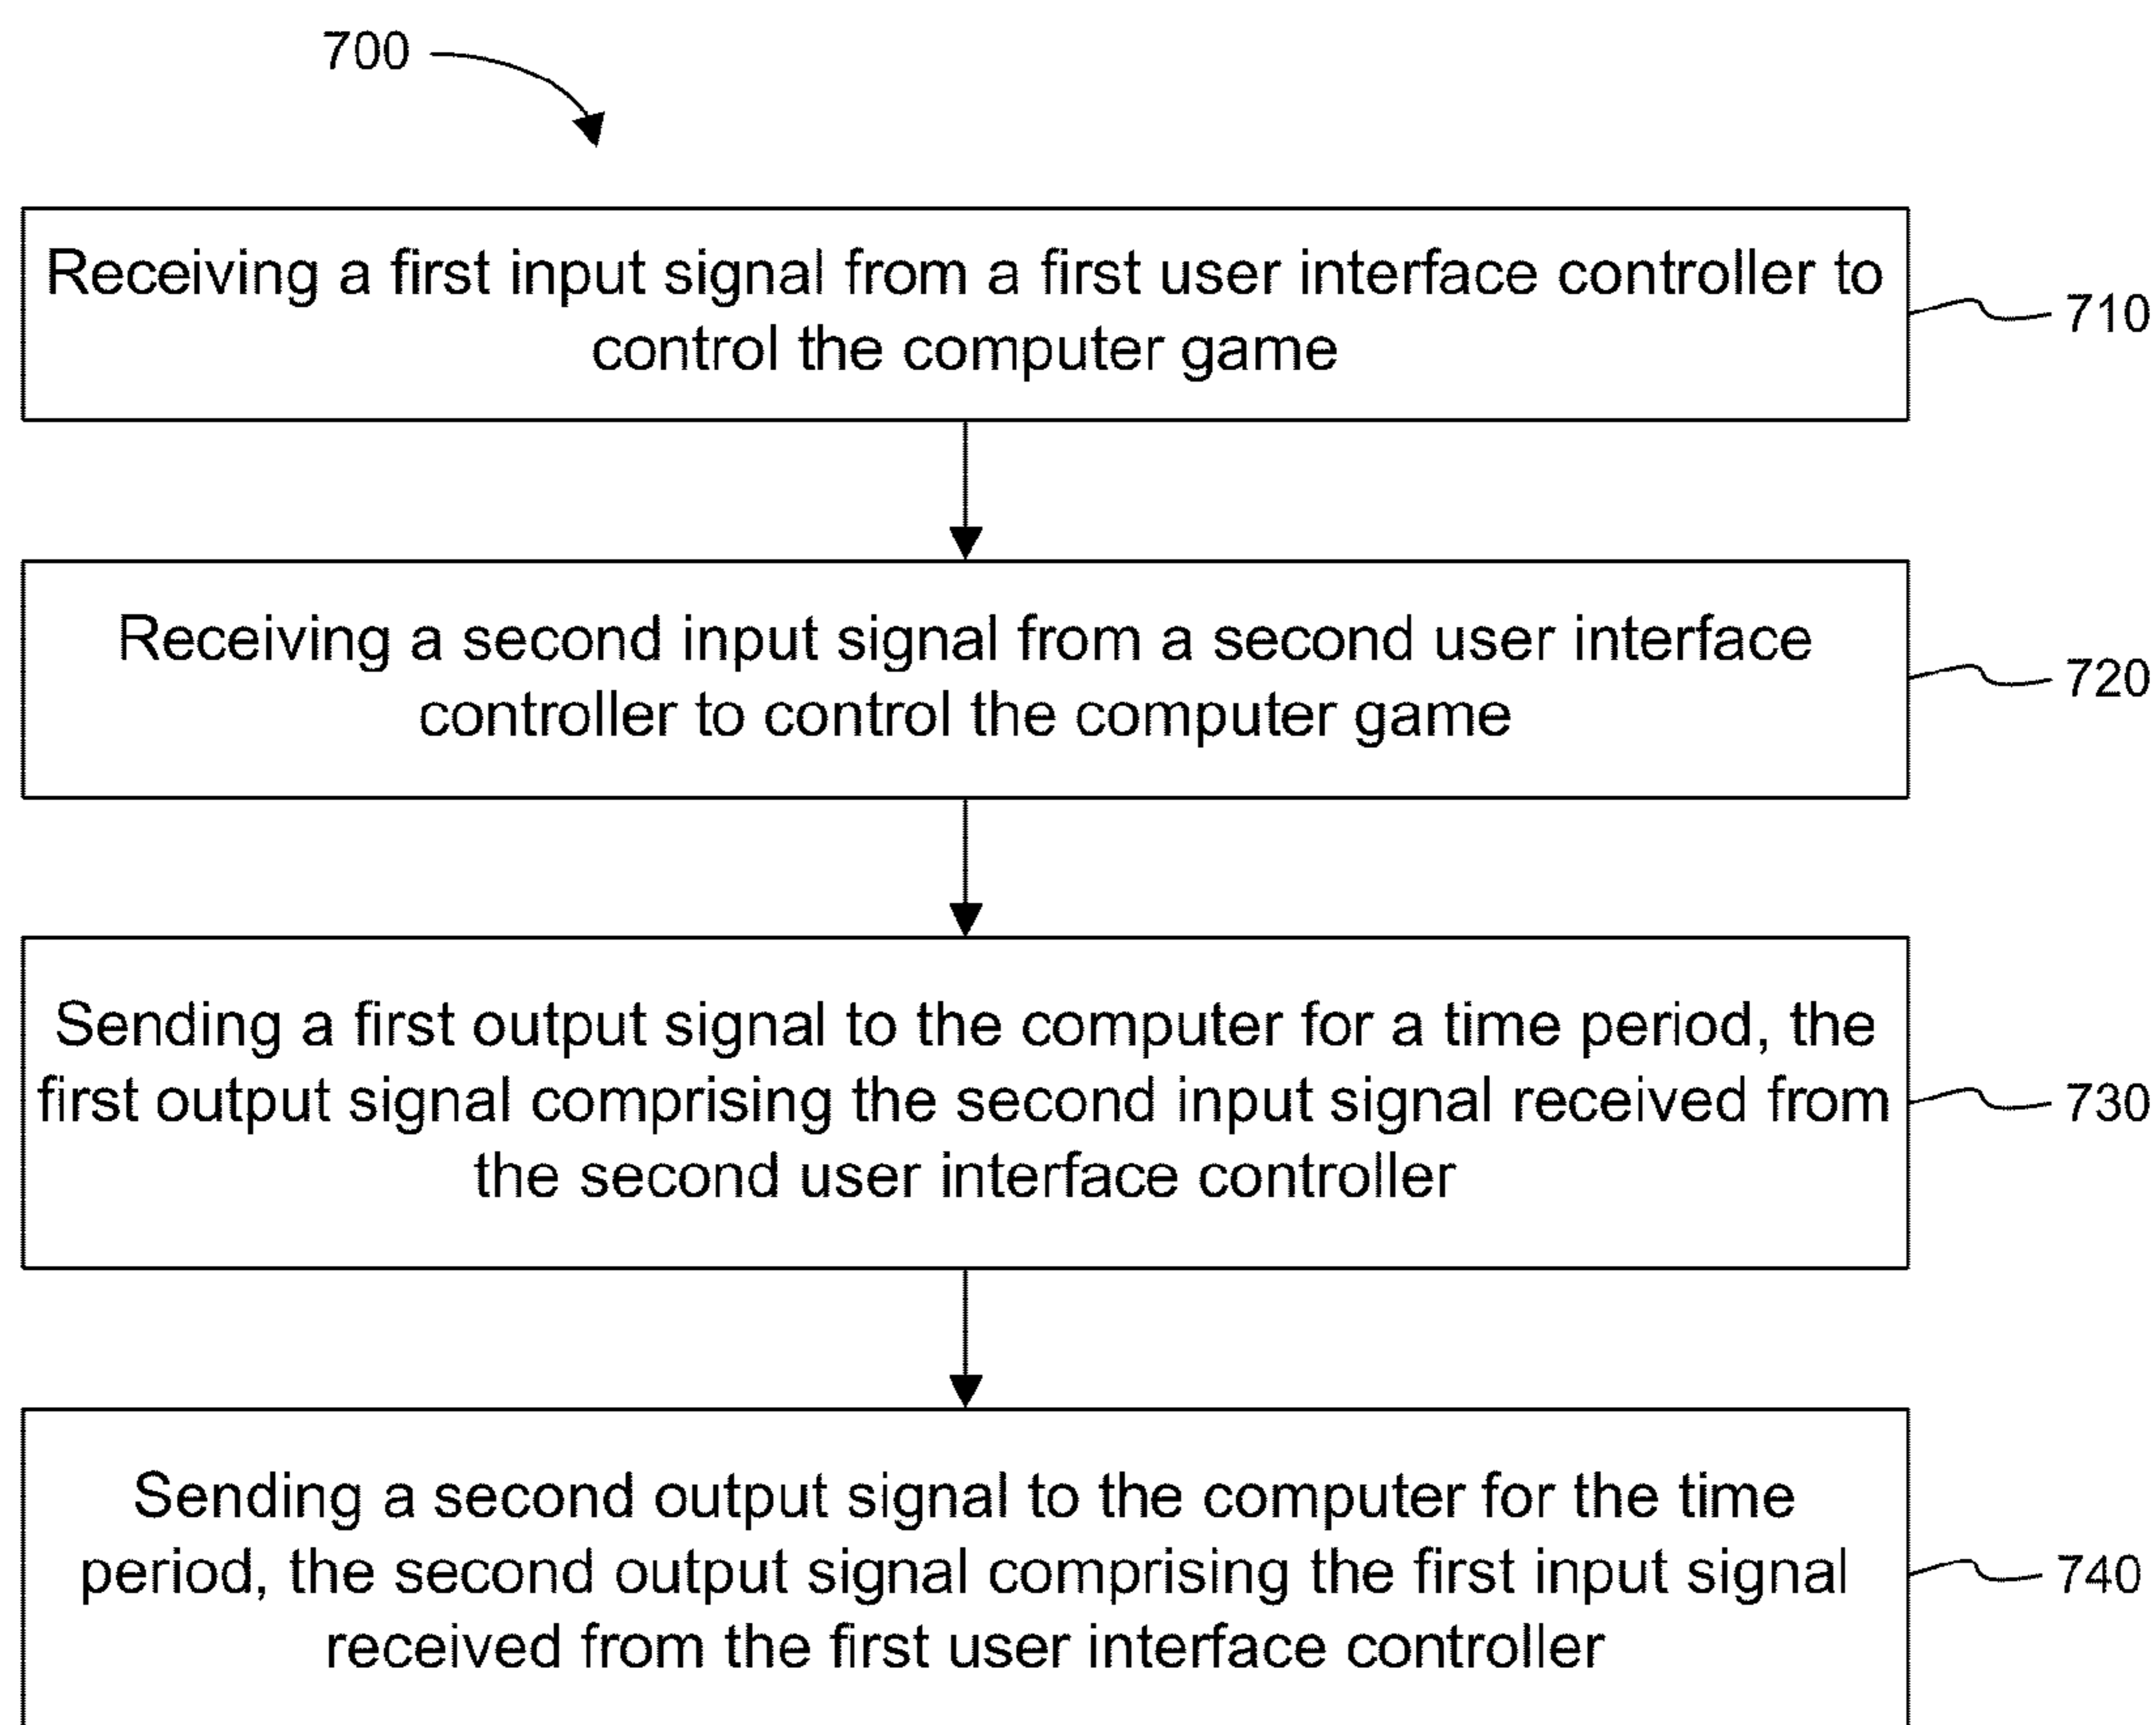 700
Receiving a first input signal from a first user interface controller to
control the computer game
710
Receiving a second input signal from a second user interface
controller to control the computer game
720
Sending a first output signal to the computer for a time period, the
first output signal comprising the second input signal received from
the second user interface controller
730
Sending a second output signal to the computer for the time
period, the second output signal comprising the first input signal
received from the first user interface controller
740